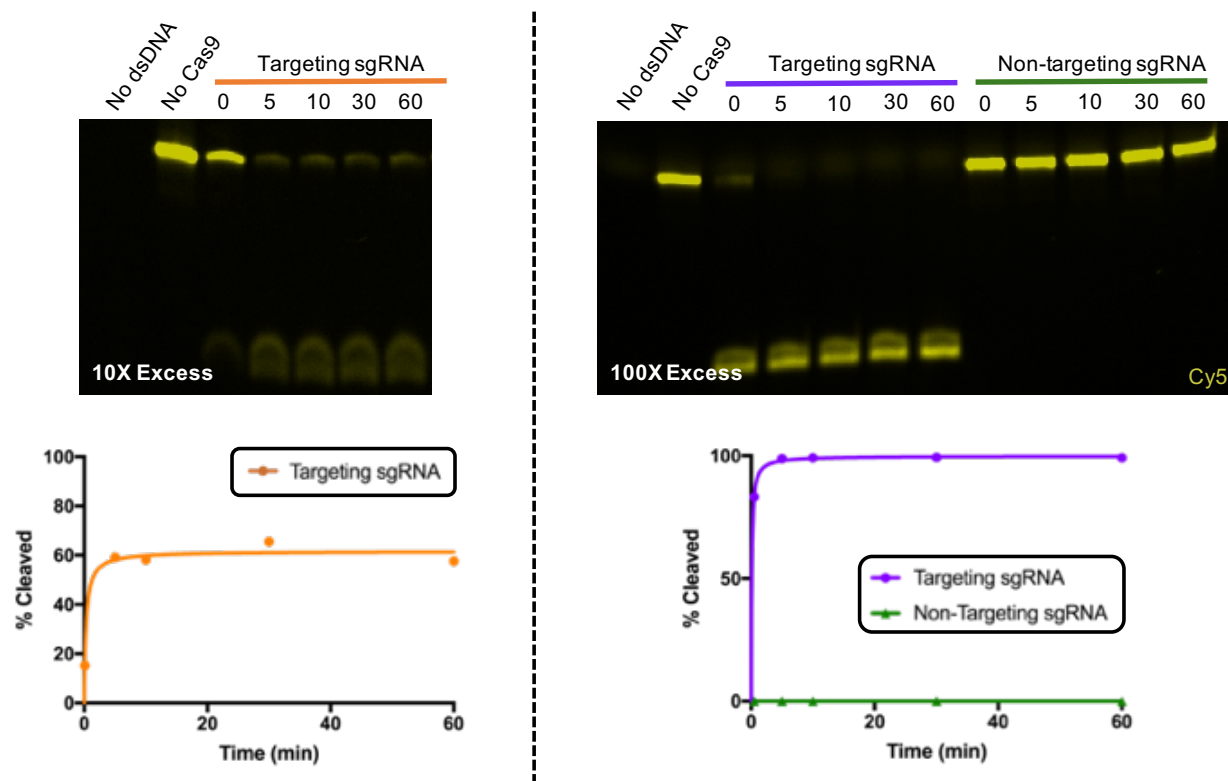 No dsDNA
No Cas9
Targeting sgRNA
0 5 10 30 60
10X Excess
100
80
60
40
20
0
% Cleaved
Targeting sgRNA
0 20 40 60
Time (min)
No dsDNA
No Cas9
Targeting sgRNA
Non-targeting sgRNA
0 5 10 30 60 0 5 10 30 60
100X Excess
Cy5
100
50
0
% Cleaved
Targeting sgRNA
Non-Targeting sgRNA
0 20 40 60
Time (min)